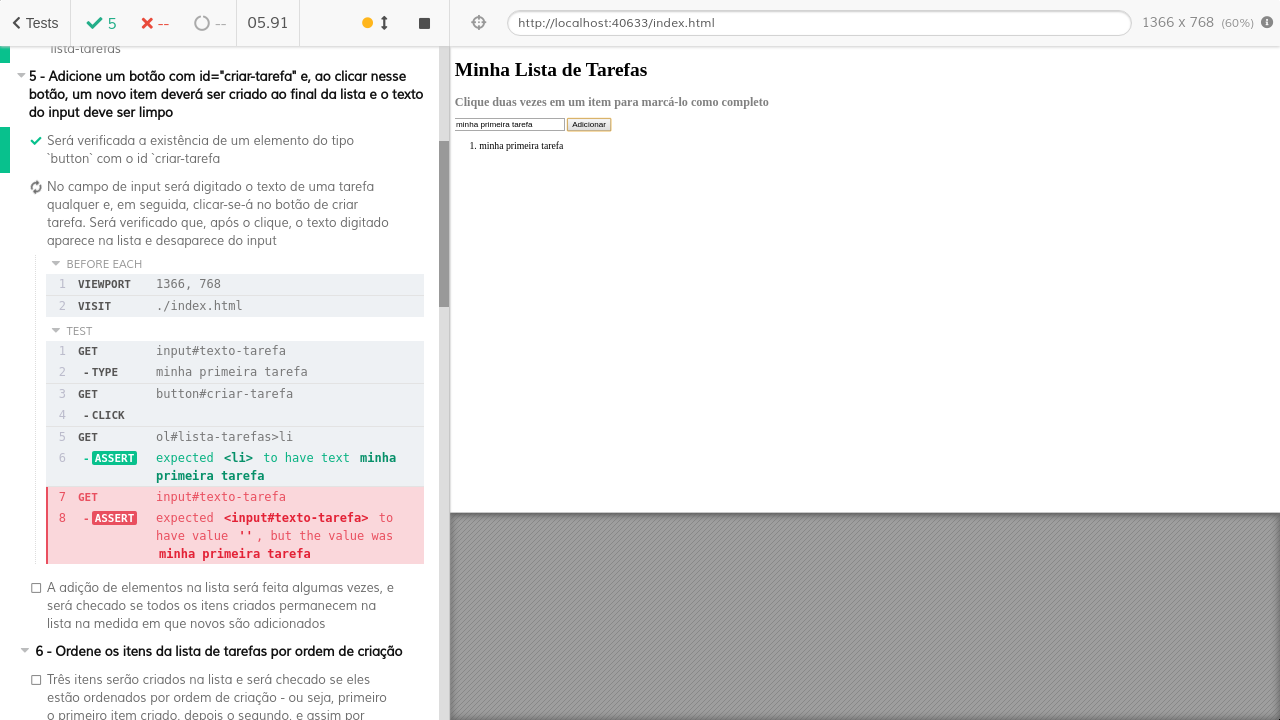 Tests
5
--
--
05.91
http://localhost:40633/index.html
1366 x 768 (60%)
lista-tarefas
5 - Adicione um botão com id="criar-tarefa" e, ao clicar nesse
botão, um novo item deverá ser criado ao final da lista e o texto
do input deve ser limpo
Será verificada a existência de um elemento do tipo
`button` com o id `criar-tarefa
No campo de input será digitado o texto de uma tarefa
qualquer e, em seguida, clicar-se-á no botão de criar
tarefa. Será verificado que, após o clique, o texto digitado
aparece na lista e desaparece do input
BEFORE EACH
1 VIEWPORT 1366, 768
2 VISIT ./index.html
TEST
1 GET input#texto-tarefa
2 -TYPE minha primeira tarefa
3 GET button#criar-tarefa
4 -CLICK
5 GET ol#lista-tarefas>li
6 -ASSERT expected <li> to have text minha
primeira tarefa
7 GET input#texto-tarefa
8 -ASSERT expected <input#texto-tarefa> to
have value '', but the value was
minha primeira tarefa
A adição de elementos na lista será feita algumas vezes, e
será checado se todos os itens criados permanecem na
lista na medida em que novos são adicionados
6 - Ordene os itens da lista de tarefas por ordem de criação
Três itens serão criados na lista e será checado se eles
estão ordenados por ordem de criação - ou seja, primeiro
o primeiro item criado, depois o segundo, e assim por
Minha Lista de Tarefas
Clique duas vezes em um item para marcá-lo como completo
minha primeira tarefa Adicionar
1. minha primeira tarefa